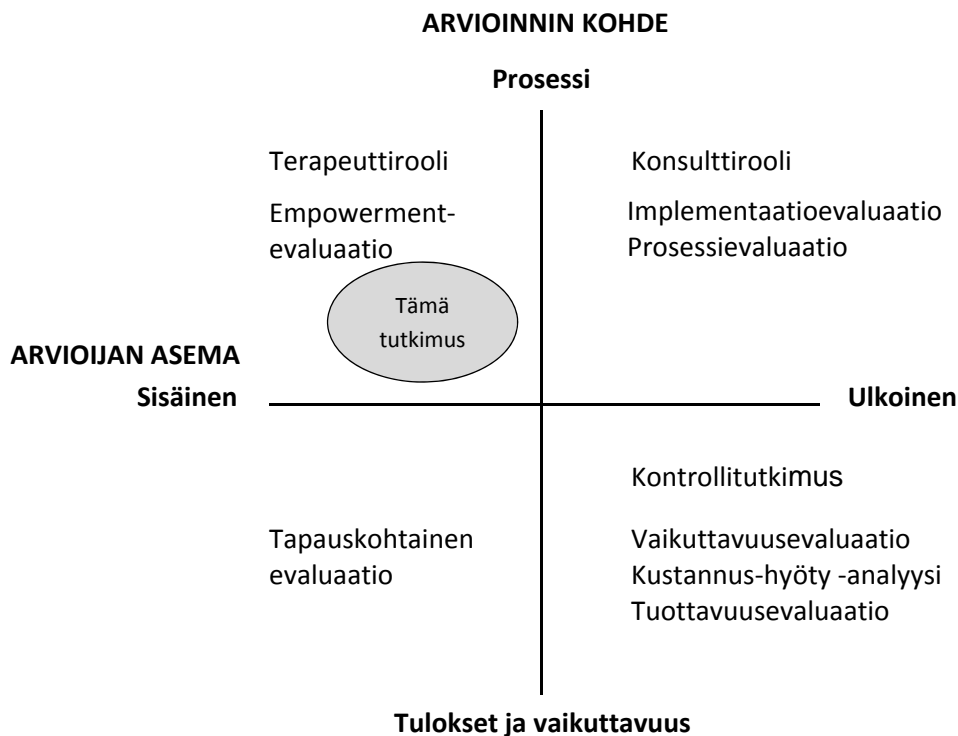 ARVIOINNIN KOHDE
Prosessi
Terapeuttirooli
Empowerment-
evaluaatio
Konsulttirooli
Implementaatioevaluaatio
Prosessievaluaatio
Tämä
tutkimus
ARVIOIJAN ASEMA
Sisäinen
Ulkoinen
Tapauskohtainen
evaluaatio
Kontrollitutkimus
Vaikuttavuusevaluaatio
Kustannus-hyöty -analyysi
Tuottavuusevaluaatio
Tulokset ja vaikuttavuus